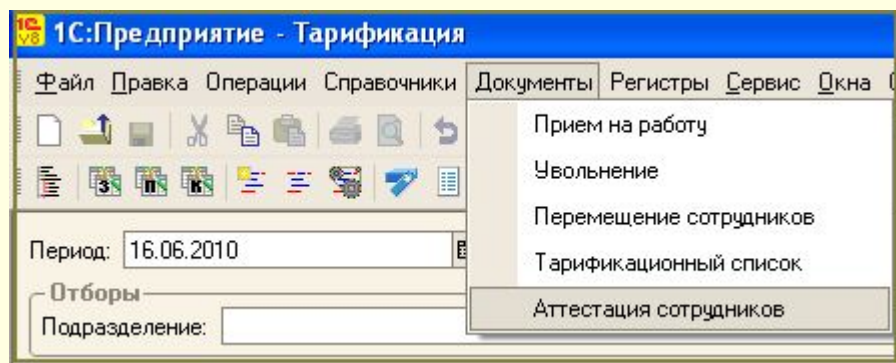 1С:Предприятие - Тарификация
Файл Правка Операции Справочники Документы Регистры Сервис Окна
Прием на работу
Увольнение
З П К
Перемещение сотрудников
Период: 16.06.2010
Тарификационный список
Отборы
Аттестация сотрудников
Подразделение: